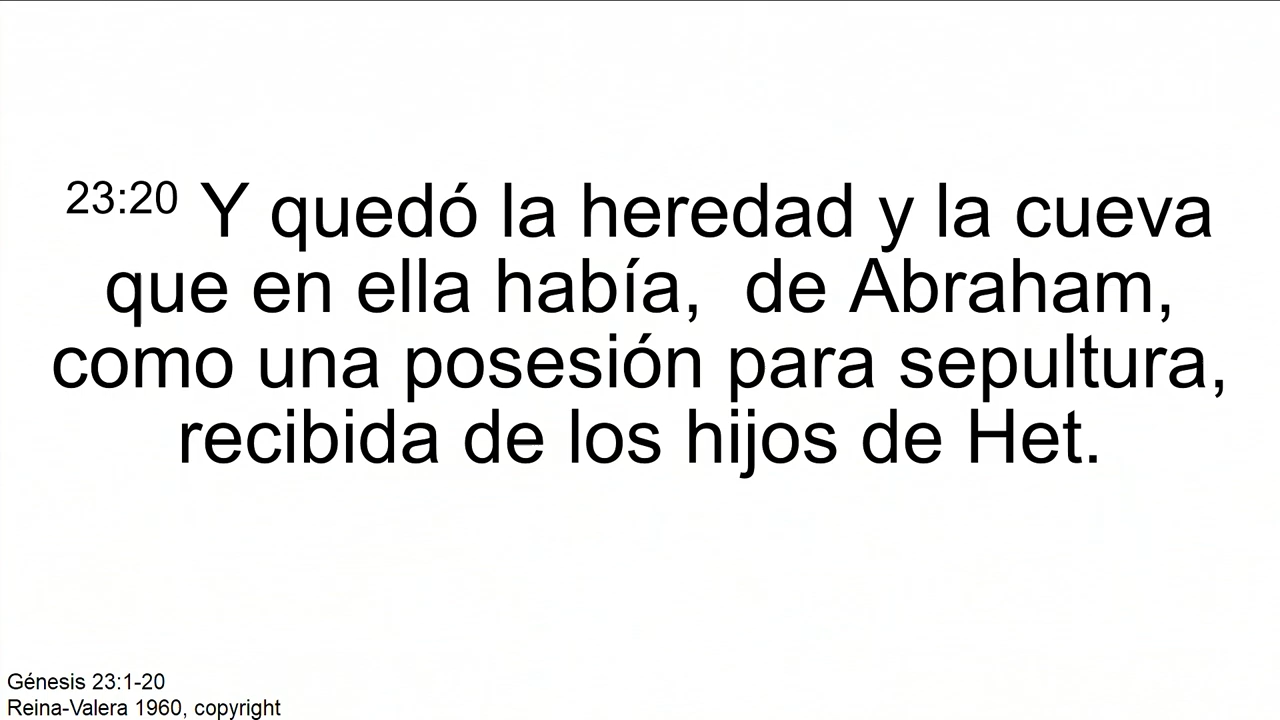 23:20 Y quedó la heredad y la cueva
que en ella había,  de Abraham,
como una posesión para sepultura,
recibida de los hijos de Het.
Génesis 23:1-20
Reina-Valera 1960, copyright